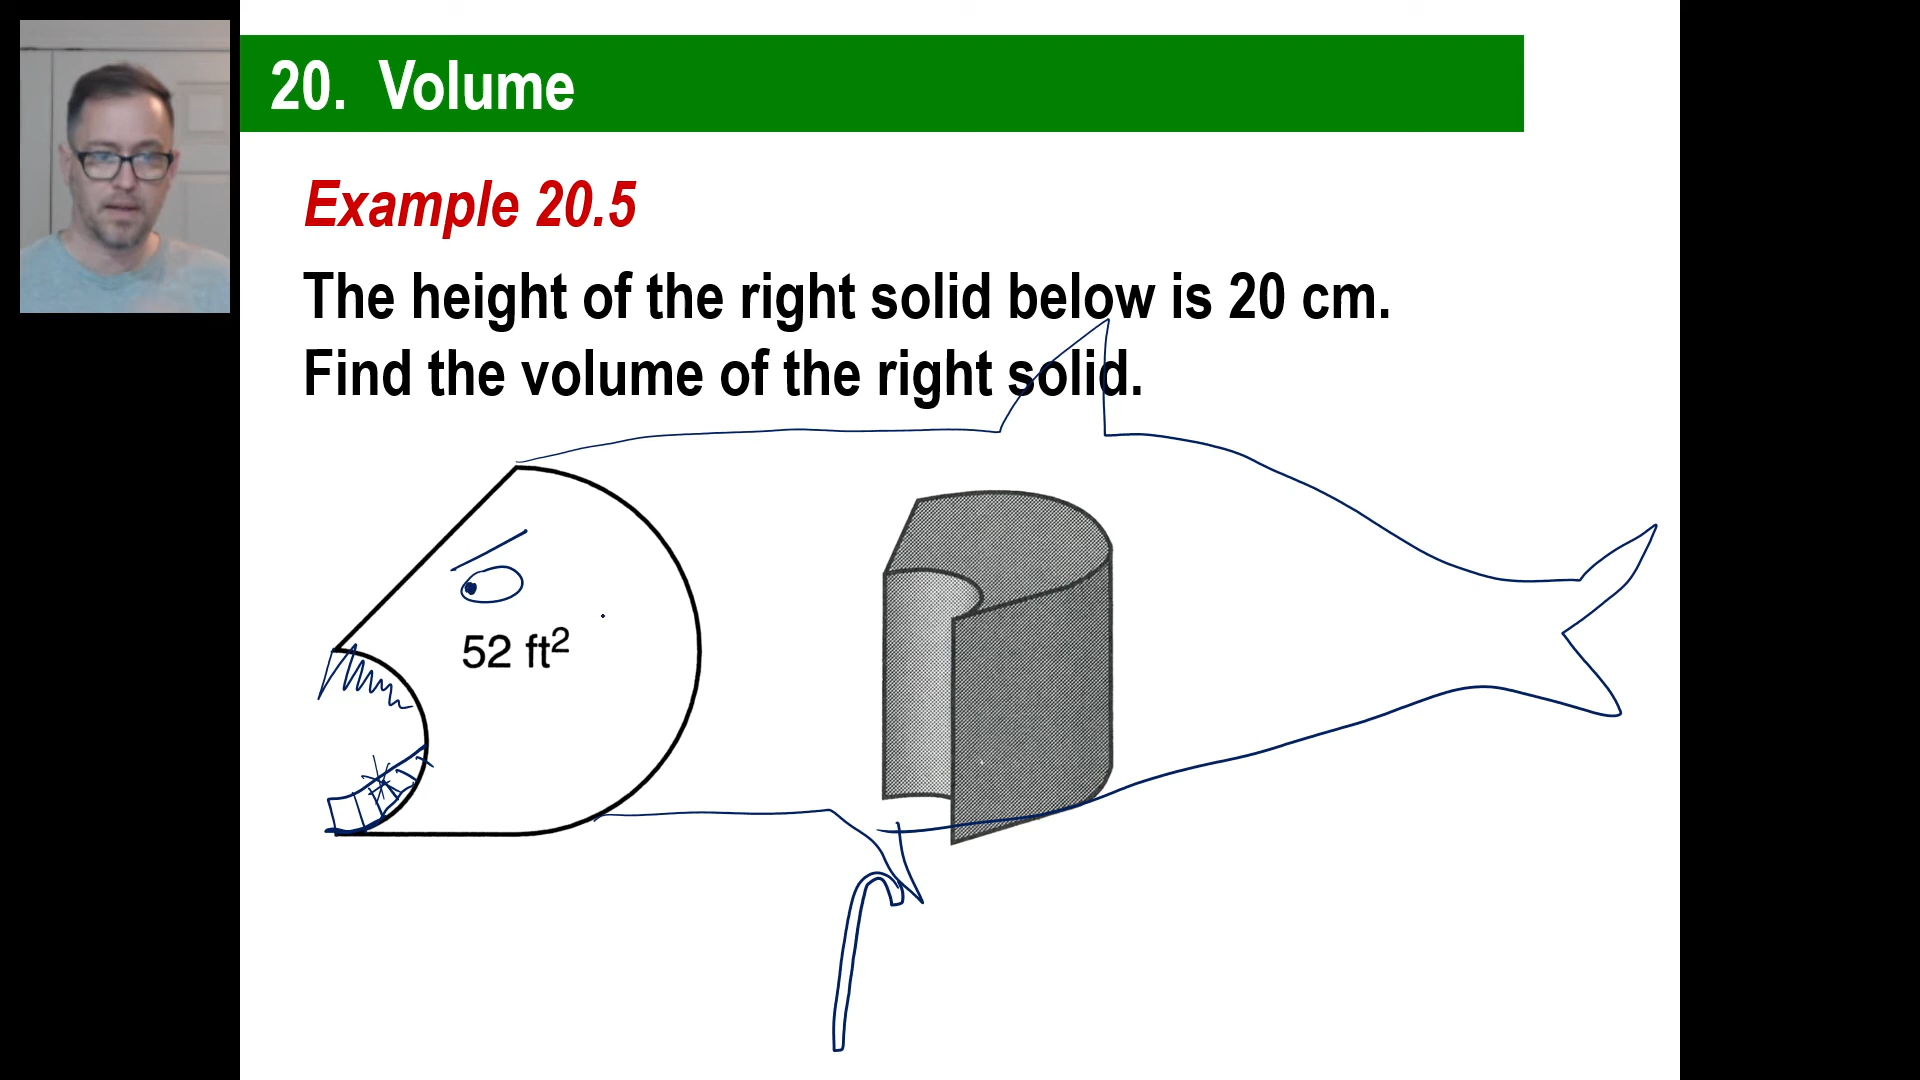 20. Volume
Example 20.5
The height of the right solid below is 20 cm.
Find the volume of the right solid.
52 ft²